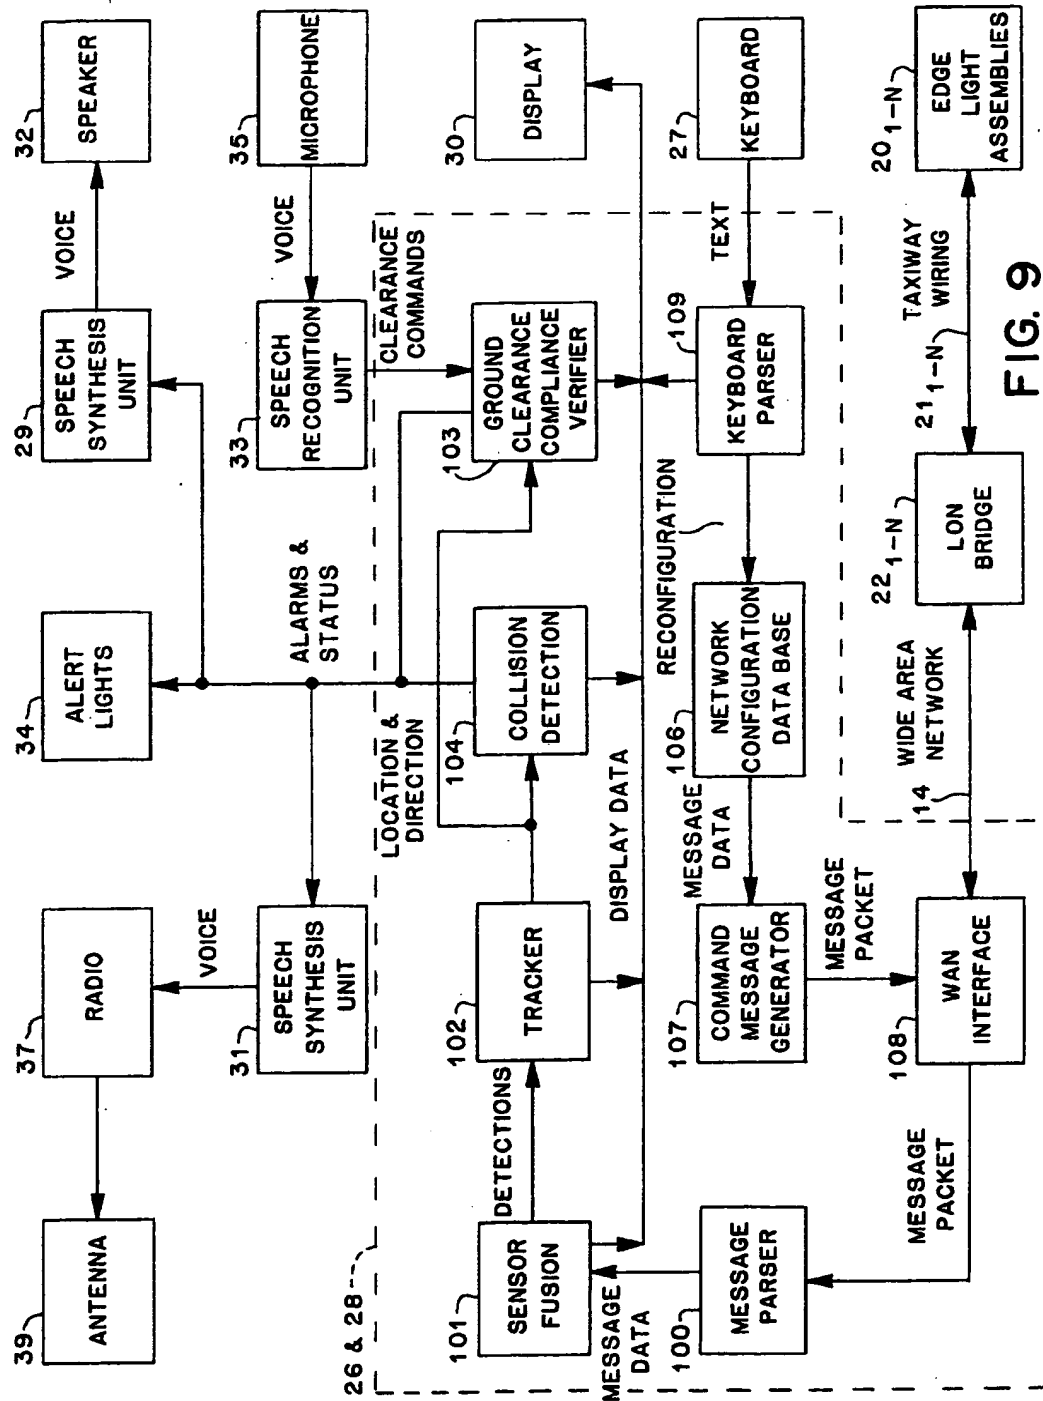 39
ANTENNA
37
RADIO
34
ALERT
LIGHTS
29
SPEECH
SYNTHESIS
UNIT
VOICE
32
SPEAKER
VOICE
31
SPEECH
SYNTHESIS
UNIT
ALARMS &
STATUS
33
SPEECH
RECOGNITION
UNIT
VOICE
35
MICROPHONE
26 & 28
LOCATION &
DIRECTION
CLEARANCE
COMMANDS
101
SENSOR
FUSION
DETECTIONS
102
TRACKER
104
COLLISION
DETECTION
103
GROUND
CLEARANCE
COMPLIANCE
VERIFIER
30
DISPLAY
MESSAGE
DATA
DISPLAY DATA
RECONFIGURATION
100
MESSAGE
PARSER
107
COMMAND
MESSAGE
GENERATOR
MESSAGE
DATA
106
NETWORK
CONFIGURATION
DATA BASE
109
KEYBOARD
PARSER
TEXT
27
KEYBOARD
MESSAGE
PACKET
MESSAGE
PACKET
108
WAN
INTERFACE
14
WIDE AREA
NETWORK
22 1-N
LON
BRIDGE
21 1-N
TAXIWAY
WIRING
20 1-N
EDGE
LIGHT
ASSEMBLIES
FIG. 9